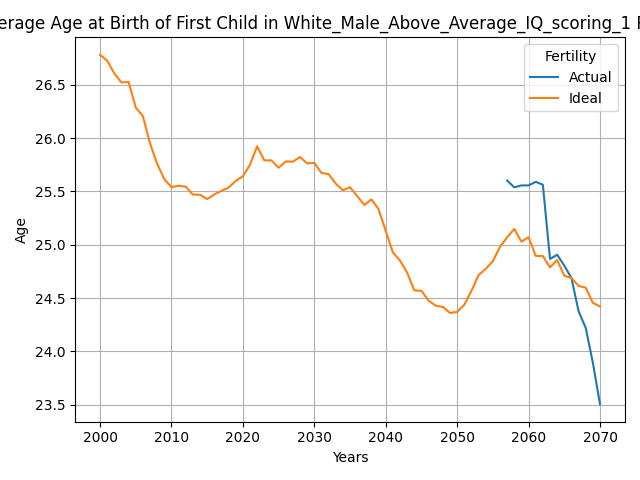 Average Age at Birth of First Child in White_Male_Above_Average_IQ_scoring_1
Fertility
Actual
Ideal
26.5
26.0
25.5
25.0
24.5
24.0
23.5
Age
2000 2010 2020 2030 2040 2050 2060 2070
Years